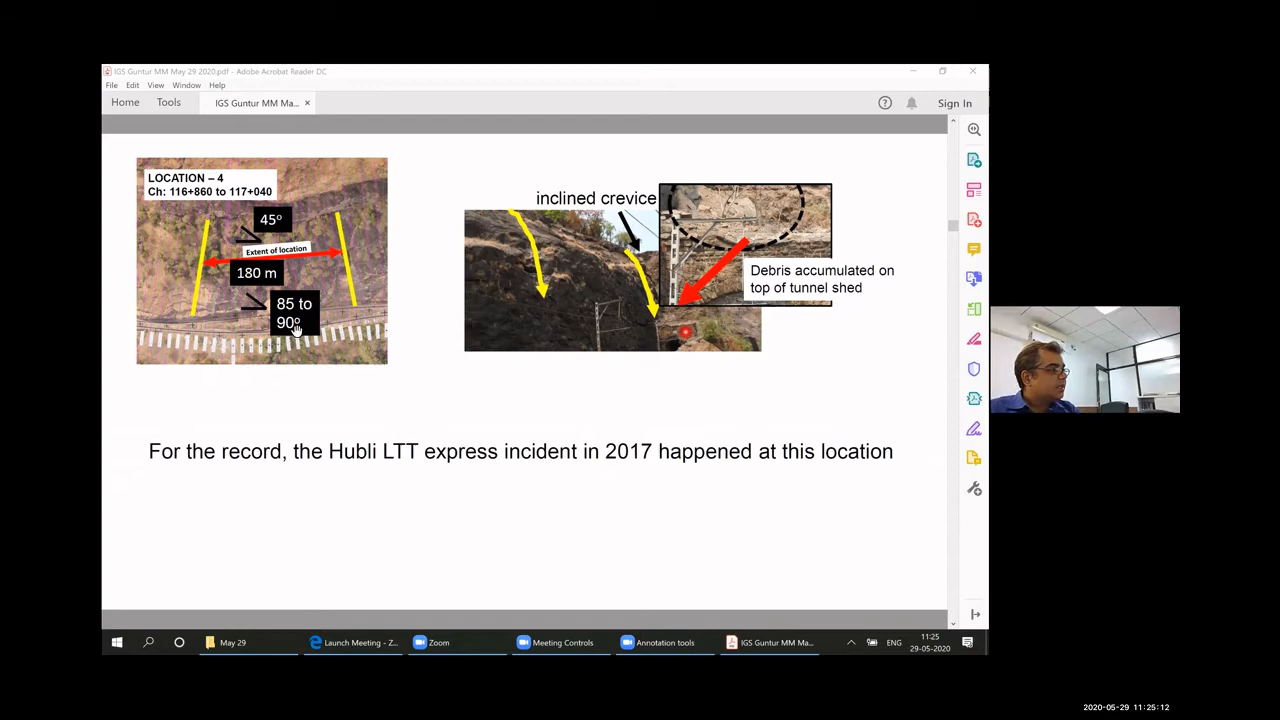 IGS Guntur MM May 29 2020.pdf - Adobe Acrobat Reader DC
File Edit View Window Help
Home Tools IGS Guntur MM Ma... × Sign In
LOCATION – 4
Ch: 116+860 to 117+040
45º
Extent of location
180 m
85 to
90º
inclined crevice
Debris accumulated on
top of tunnel shed
For the record, the Hubli LTT express incident in 2017 happened at this location
May 29 Launch Meeting - Z... Zoom Meeting Controls Annotation tools IGS Guntur MM Ma... ENG 11:25
29-05-2020
2020-05-29 11:25:12